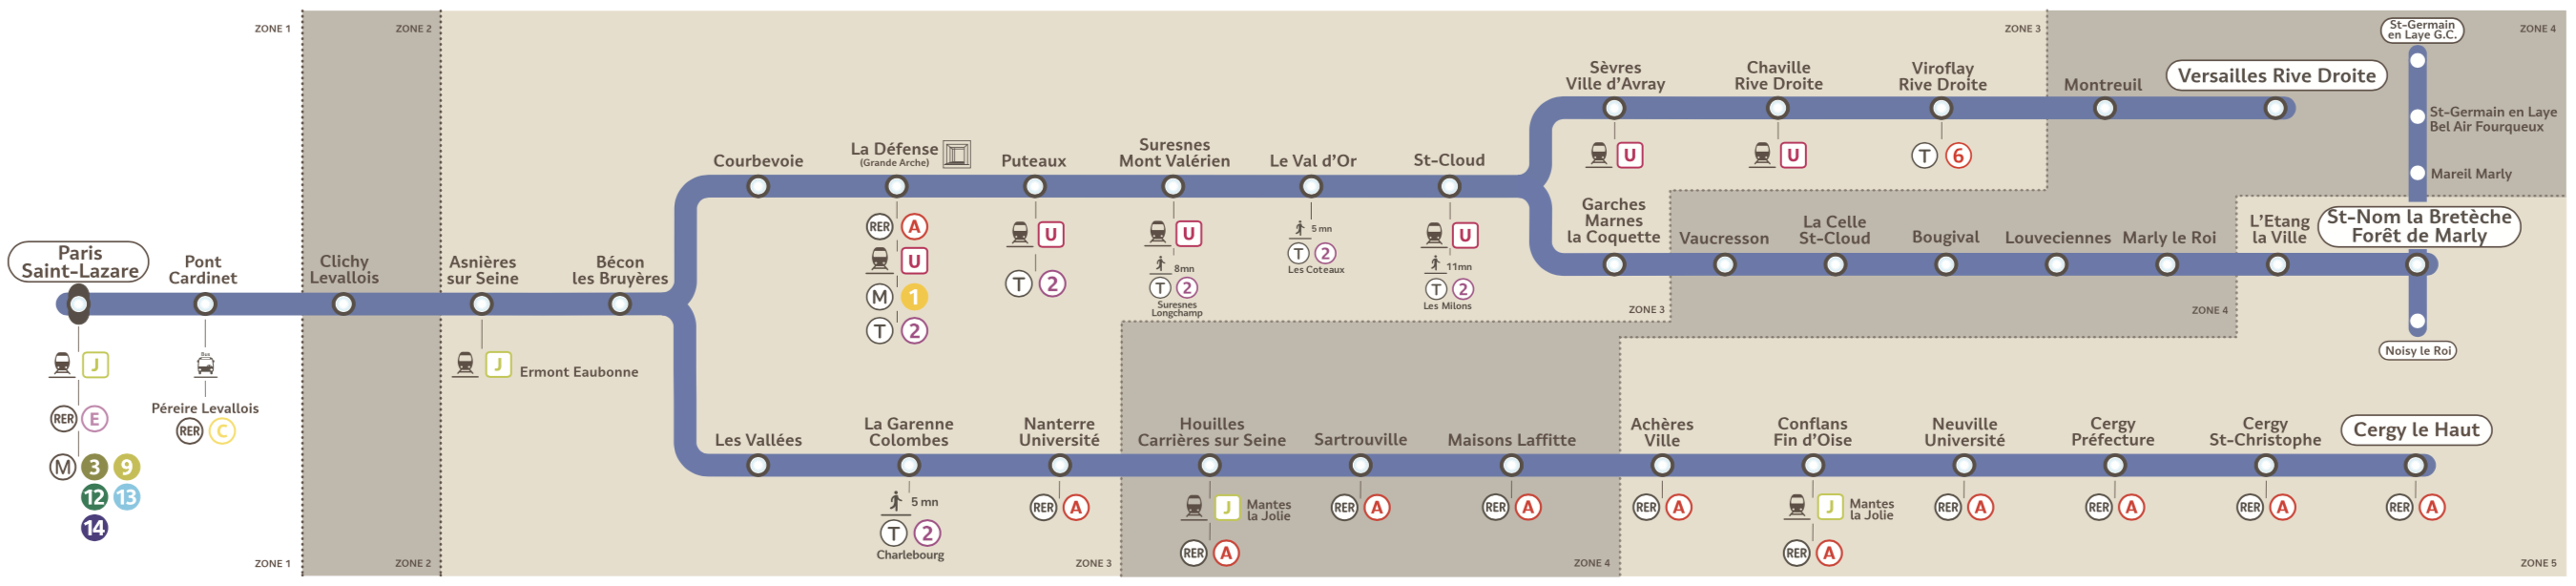 ZONE 1
ZONE 2
ZONE 3
ZONE 4
St-Germain
en Laye G.C.
Sèvres
Ville d'Avray
Chaville
Rive Droite
Viroflay
Rive Droite
Montreuil
Versailles Rive Droite
U
U
T 6
St-Germain en Laye
Bel Air Fourqueux
Mareil Marly
Courbevoie
La Défense
(Grande Arche)
Puteaux
Suresnes
Mont Valérien
Le Val d'Or
St-Cloud
RER A
U
M 1
T 2
U
T 2
U
8mn
T 2
Suresnes
Longchamp
5 mn
T 2
Les Coteaux
U
11mn
T 2
Les Milons
Garches
Marnes
la Coquette
Vaucresson
La Celle
St-Cloud
Bougival
Louveciennes
Marly le Roi
L'Etang
la Ville
St-Nom la Bretèche
Forêt de Marly
ZONE 3
ZONE 4
Noisy le Roi
Paris
Saint-Lazare
Pont
Cardinet
Clichy
Levallois
Asnières
sur Seine
Bécon
les Bruyères
J
RER E
M 3 9
12 13
14
Bus
Péreire Levallois
RER C
J Ermont Eaubonne
Les Vallées
La Garenne
Colombes
Nanterre
Université
Houilles
Carrières sur Seine
Sartrouville
Maisons Laffitte
Achères
Ville
Conflans
Fin d'Oise
Neuville
Université
Cergy
Préfecture
Cergy
St-Christophe
Cergy le Haut
5 mn
T 2
Charlebourg
RER A
J Mantes
la Jolie
RER A
RER A
RER A
RER A
J Mantes
la Jolie
RER A
RER A
RER A
RER A
RER A
ZONE 1
ZONE 2
ZONE 3
ZONE 4
ZONE 5